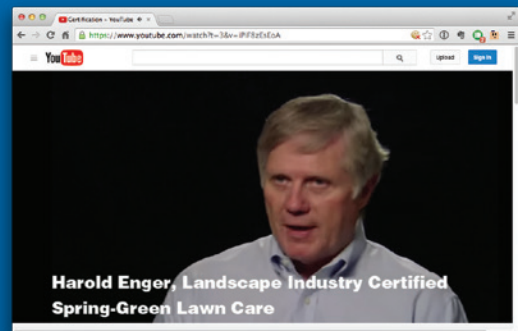 Certification - YouTube
https://www.youtube.com/watch?t=3&v=
YouTube
Upload
Sign in
Harold Enger, Landscape Industry Certified
Spring-Green Lawn Care